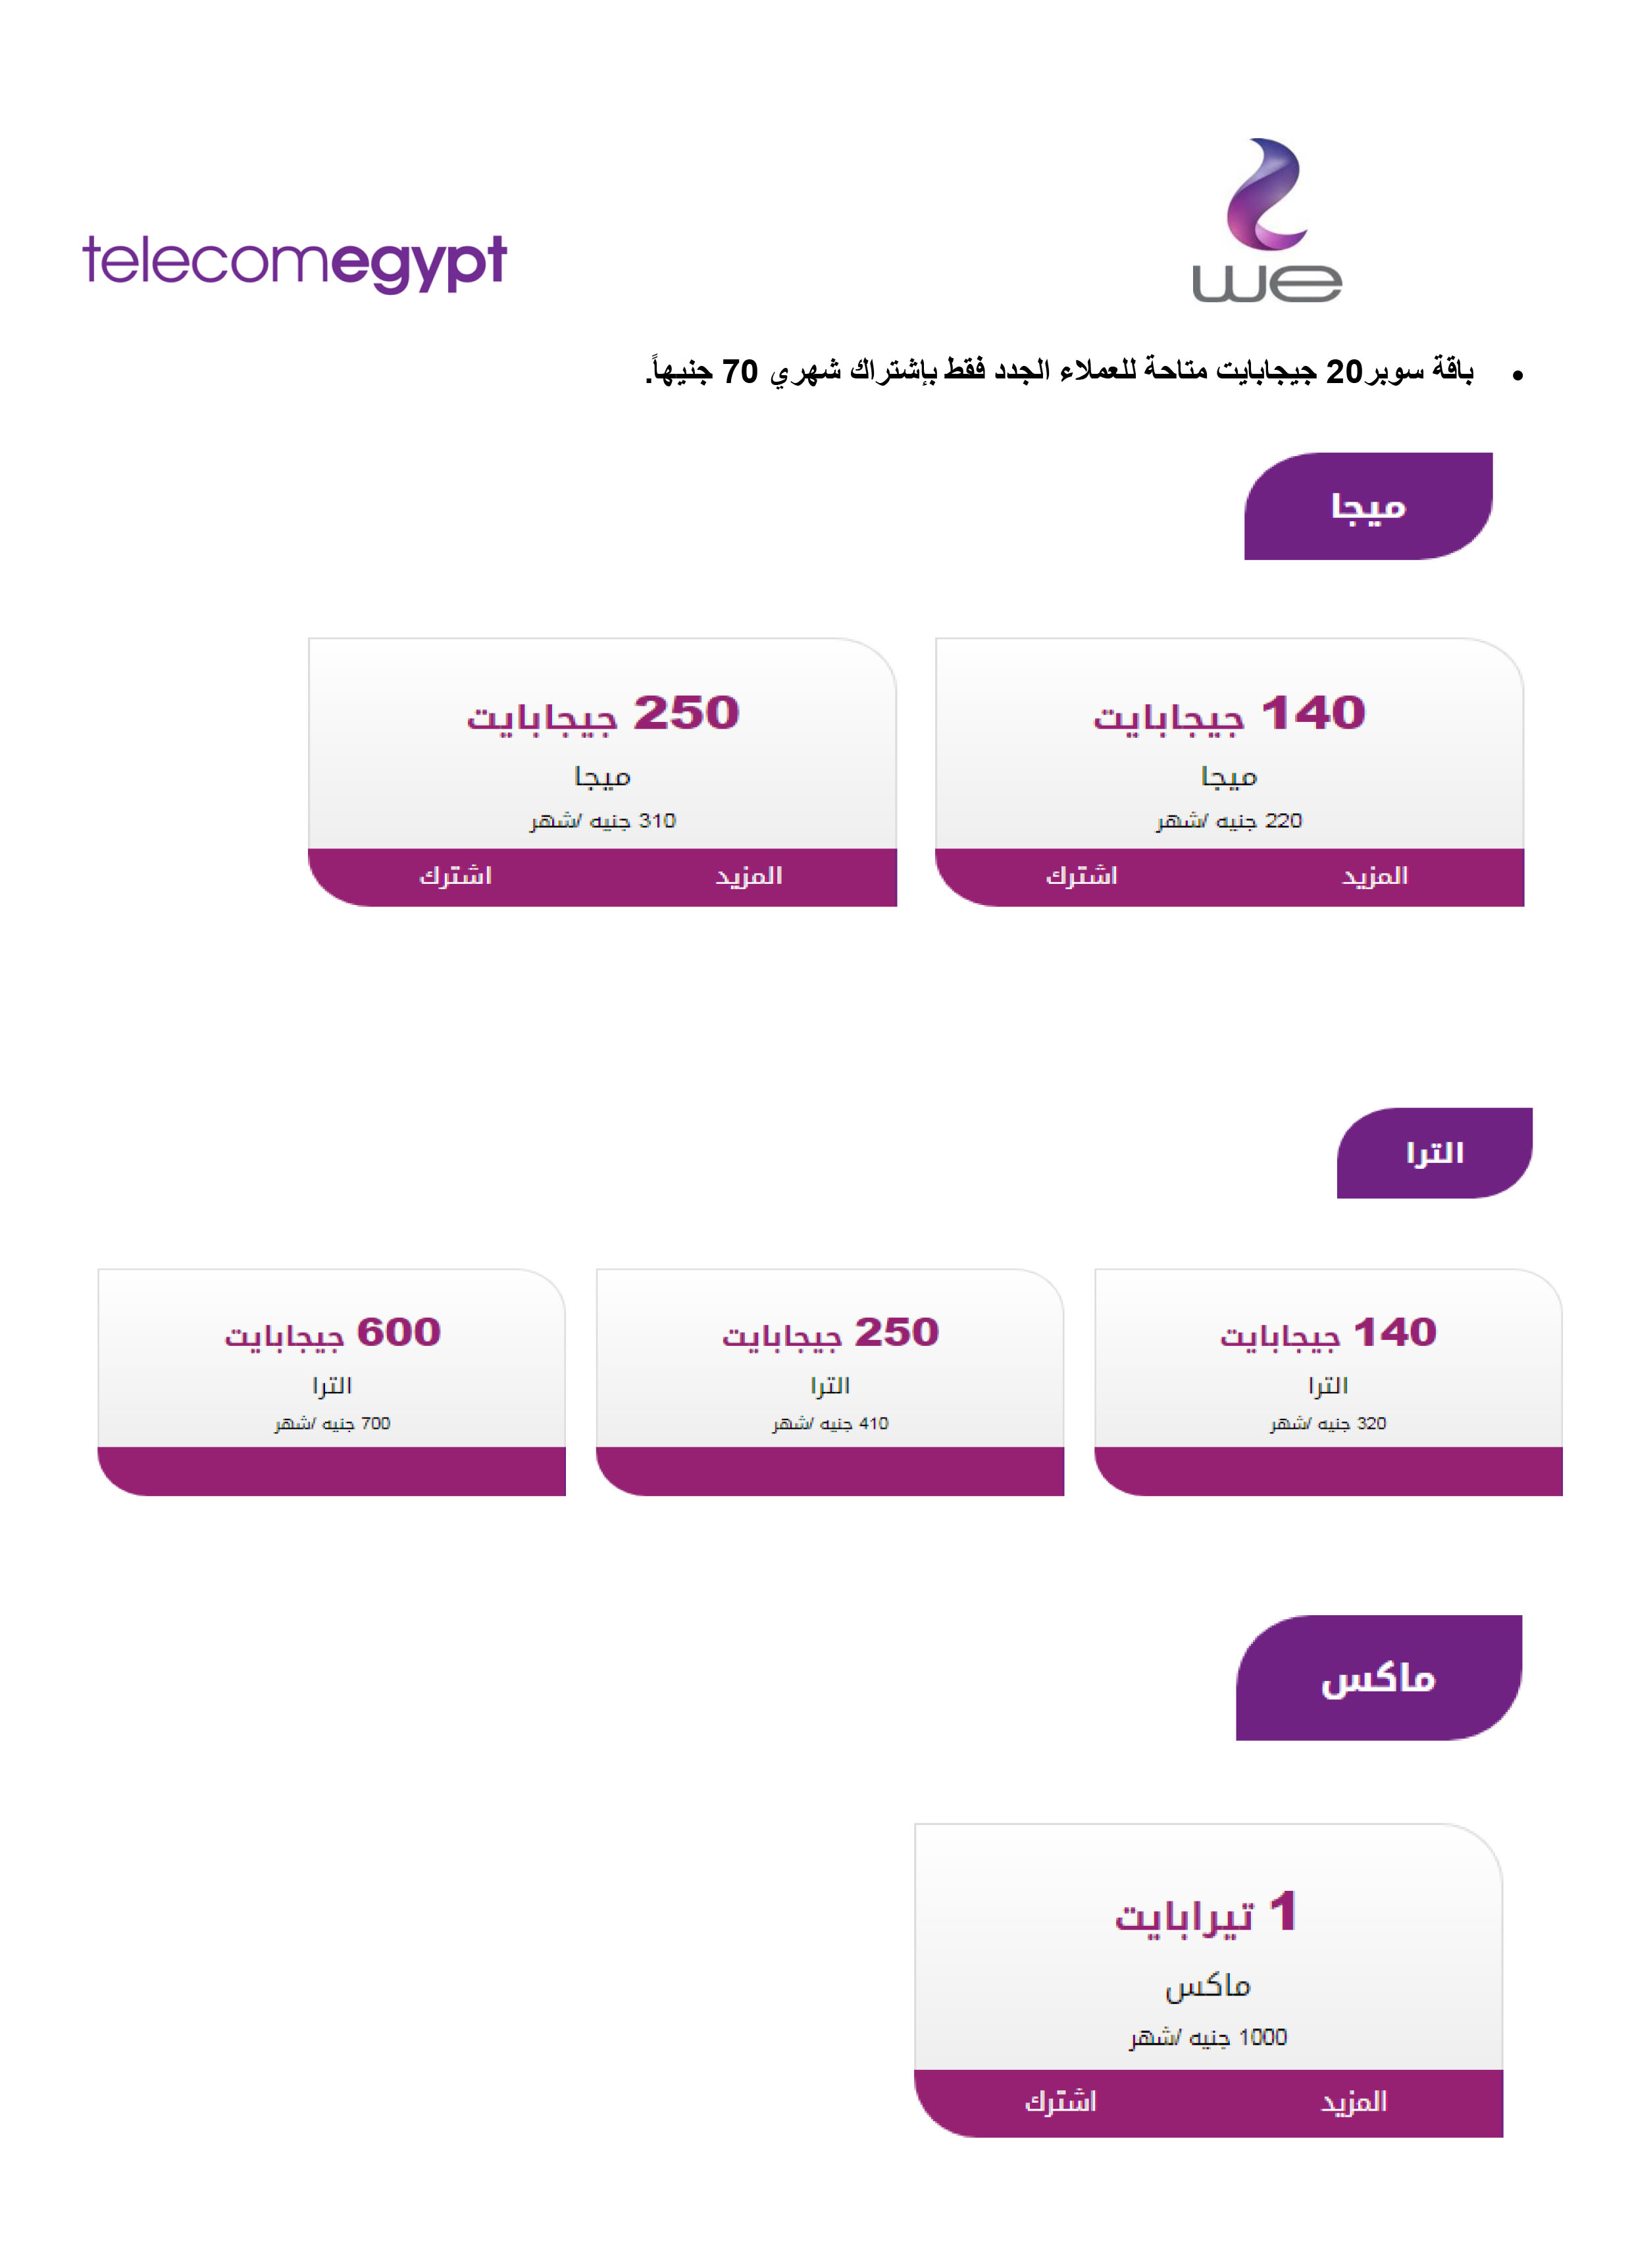 telecomegypt
we
• باقة سوبر20 جيجابايت متاحة للعملاء الجدد فقط بإشتراك شهري 70 جنيهاً.
ميجا
140 جيجابايت
ميجا
220 جنيه /شهر
المزيد
اشترك
250 جيجابايت
ميجا
310 جنيه /شهر
المزيد
اشترك
الترا
140 جيجابايت
الترا
320 جنيه /شهر
250 جيجابايت
الترا
410 جنيه /شهر
600 جيجابايت
الترا
700 جنيه /شهر
ماكس
1 تيرابايت
ماكس
1000 جنيه /شهر
المزيد
اشترك